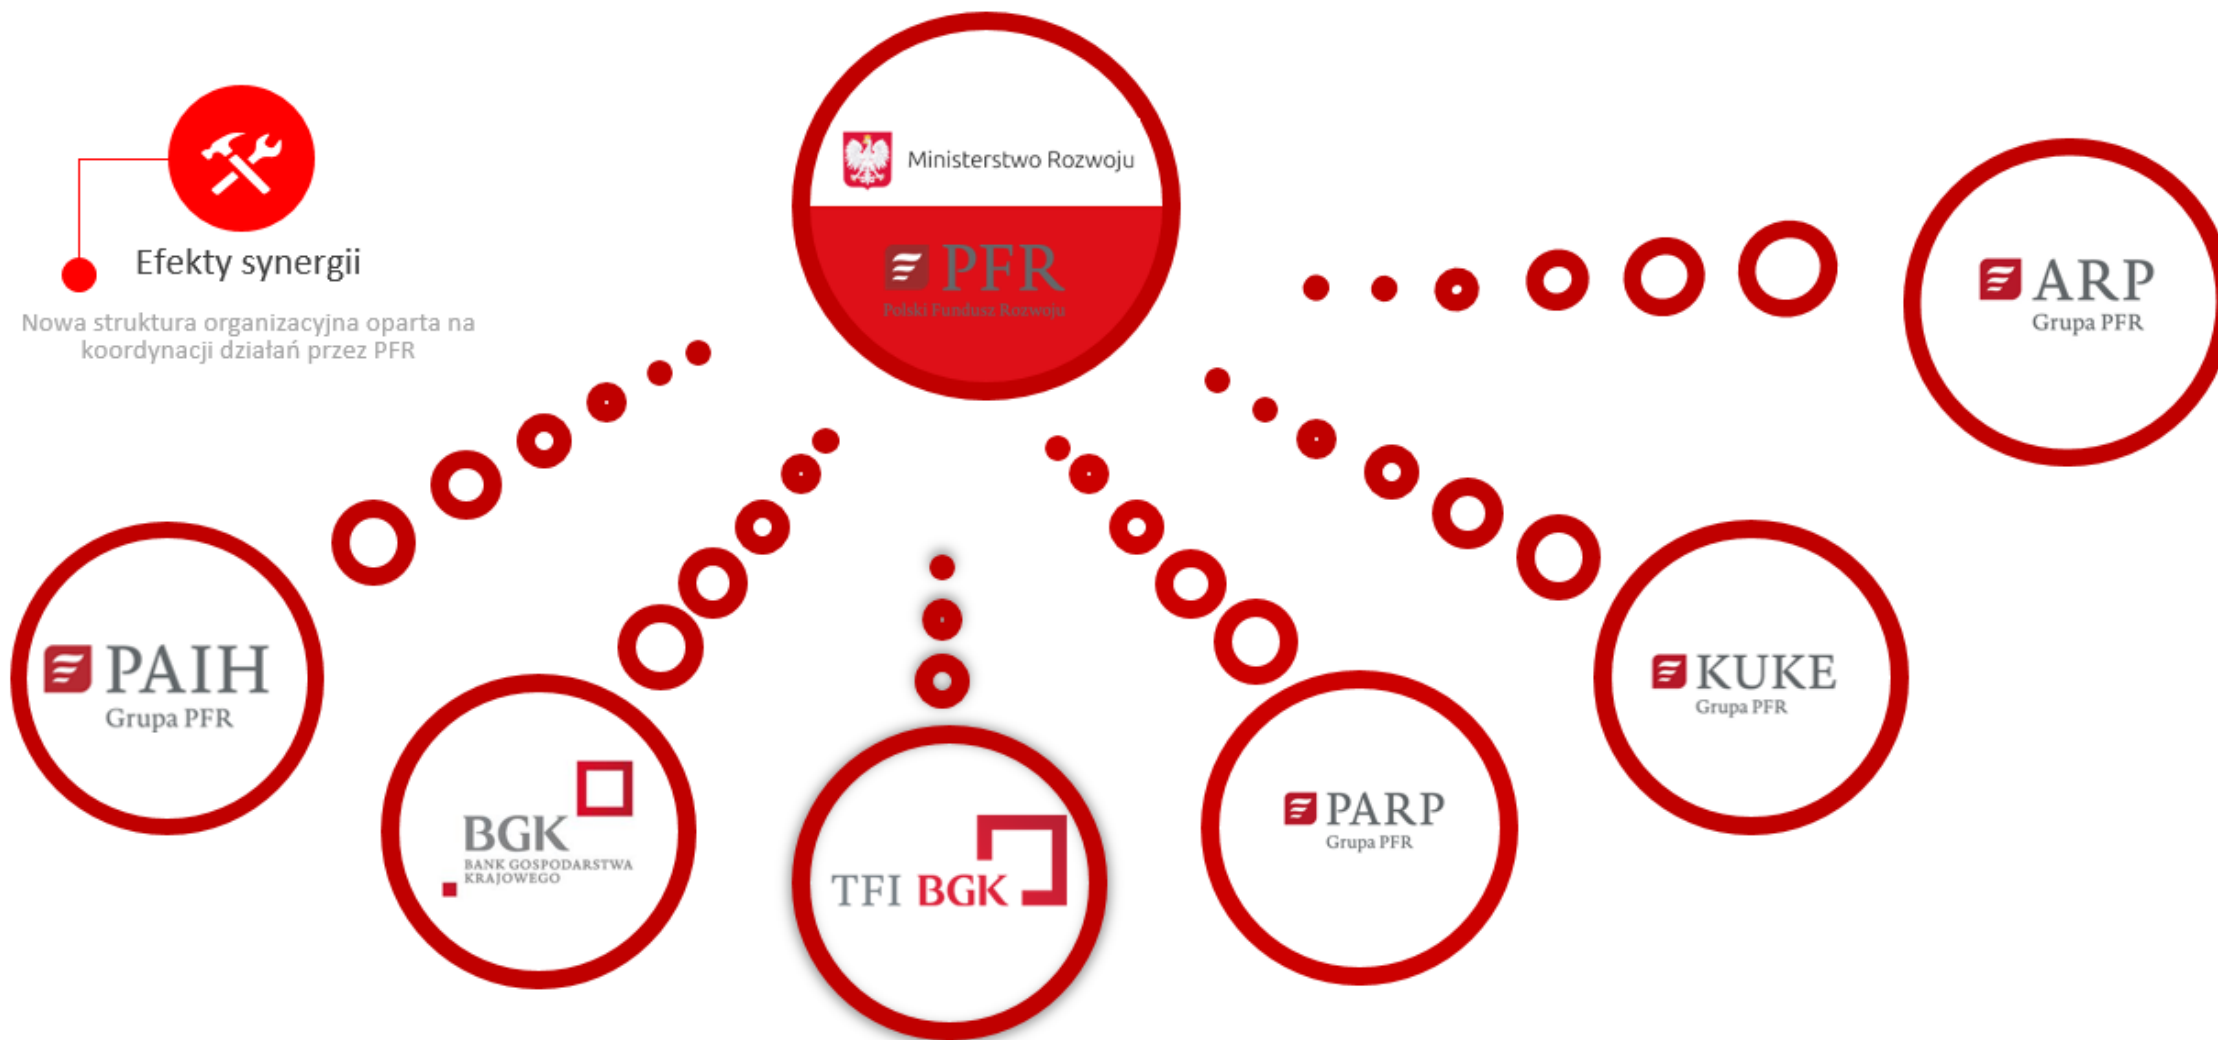 Ministerstwo Rozwoju
PFR
Polski Fundusz Rozwoju
Efekty synergii
Nowa struktura organizacyjna oparta na
koordynacji działań przez PFR
ARP
Grupa PFR
PAIH
Grupa PFR
BGK
BANK GOSPODARSTWA
KRAJOWEGO
TFI BGK
PARP
Grupa PFR
KUKE
Grupa PFR